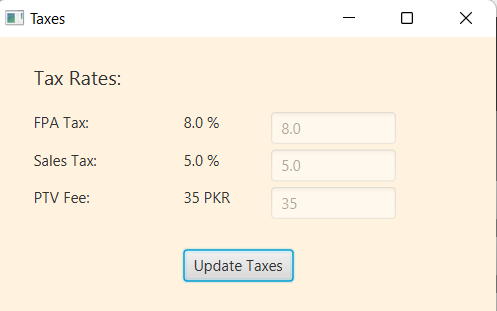 Taxes
Tax Rates:
FPA Tax: 8.0 % 8.0
Sales Tax: 5.0 % 5.0
PTV Fee: 35 PKR 35
Update Taxes